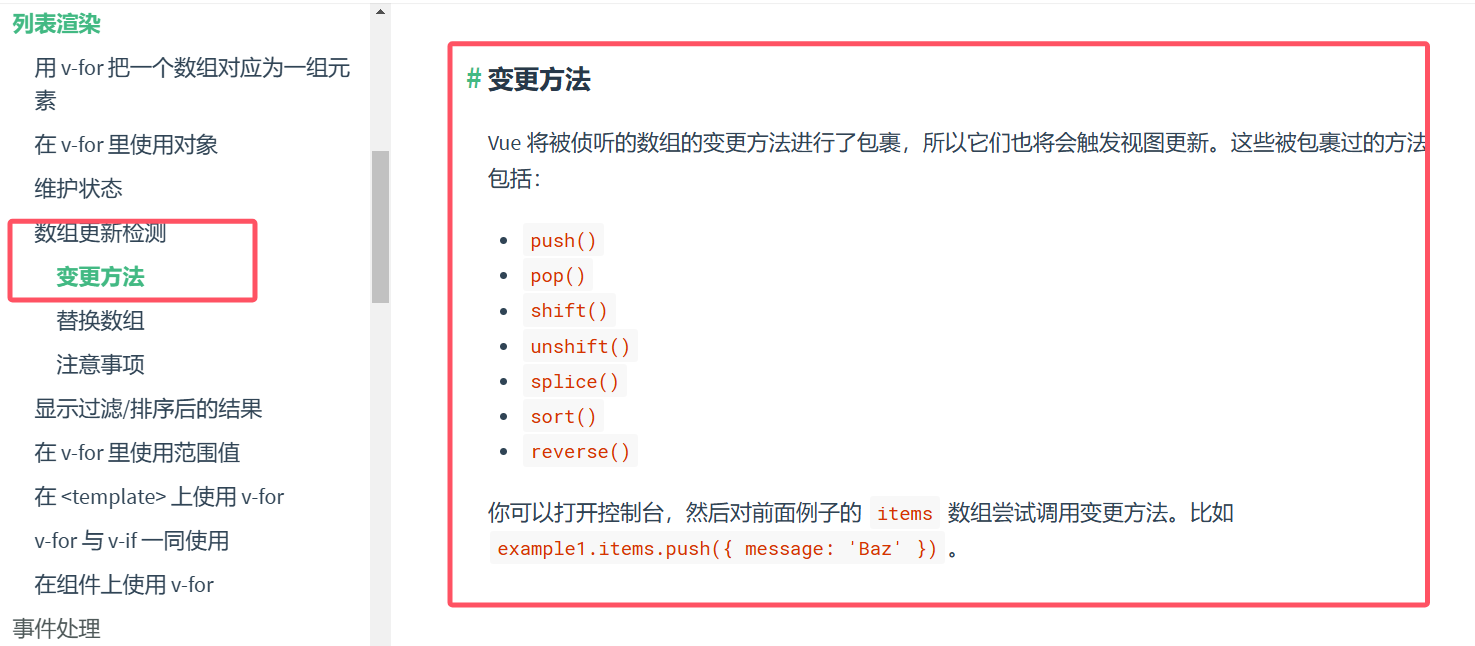 列表渲染
用 v-for 把一个数组对应为一组元
素
在 v-for 里使用对象
维护状态
数组更新检测
变更方法
替换数组
注意事项
显示过滤/排序后的结果
在 v-for 里使用范围值
在 <template> 上使用 v-for
v-for 与 v-if 一同使用
在组件上使用 v-for
事件处理
# 变更方法
Vue 将被侦听的数组的变更方法进行了包裹，所以它们也将会触发视图更新。这些被包裹过的方法
包括：
• push()
• pop()
• shift()
• unshift()
• splice()
• sort()
• reverse()
你可以打开控制台，然后对前面例子的 items 数组尝试调用变更方法。比如
example1.items.push({ message: 'Baz' }) 。